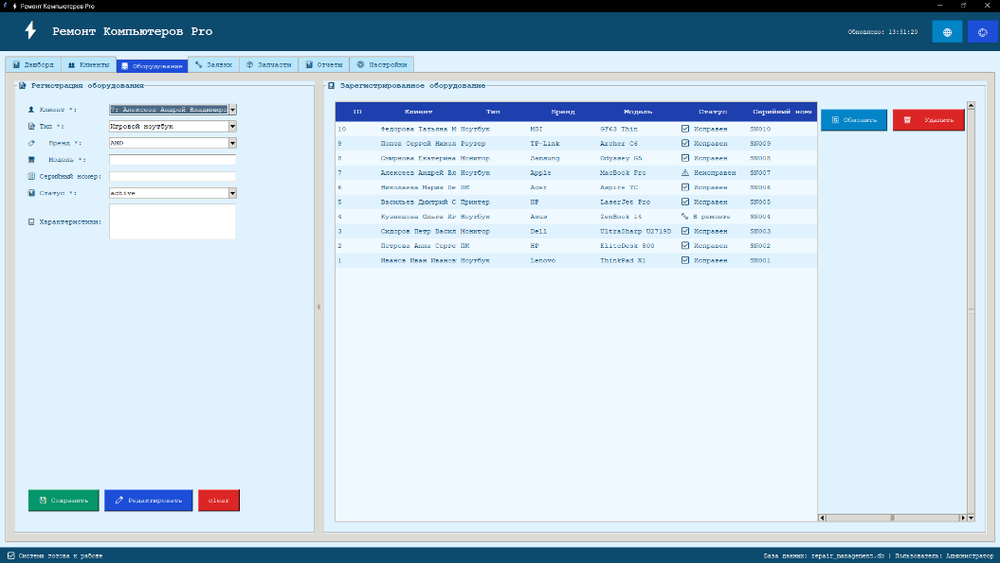 Ремонт Компьютеров Pro
Ремонт Компьютеров Pro
Обновлено: 13:31:20
Дашборд Клиенты Оборудование Заявки Запчасти Отчеты Настройки
Регистрация оборудования
Клиент *: 7: Алексеев Андрей Владимиро
Тип *: Игровой ноутбук
Бренд *: AMD
Модель *:
Серийный номер:
Статус *: active
Характеристики:
Сохранить Редактировать clear
Зарегистрированное оборудование
ID Клиент Тип Бренд Модель Статус Серийный номе
10 Федорова Татьяна М Ноутбук MSI GF63 Thin Исправен SN010
9 Попов Сергей Никол Роутер TP-Link Archer C6 Исправен SN009
8 Смирнова Екатерина Монитор Samsung Odyssey G5 Исправен SN008
7 Алексеев Андрей Вл Ноутбук Apple MacBook Pro Неисправен SN007
6 Николаева Мария Пе ПК Acer Aspire TC Исправен SN006
5 Васильев Дмитрий С Принтер HP LaserJet Pro Исправен SN005
4 Кузнецова Ольга Иг Ноутбук Asus ZenBook 14 В ремонте SN004
3 Сидоров Петр Васил Монитор Dell UltraSharp U2719D Исправен SN003
2 Петрова Анна Серге ПК HP EliteDesk 800 Исправен SN002
1 Иванов Иван Иванов Ноутбук Lenovo ThinkPad X1 Исправен SN001
Обновить Удалить
Система готова к работе
База данных: repair_management.db | Пользователь: Администратор